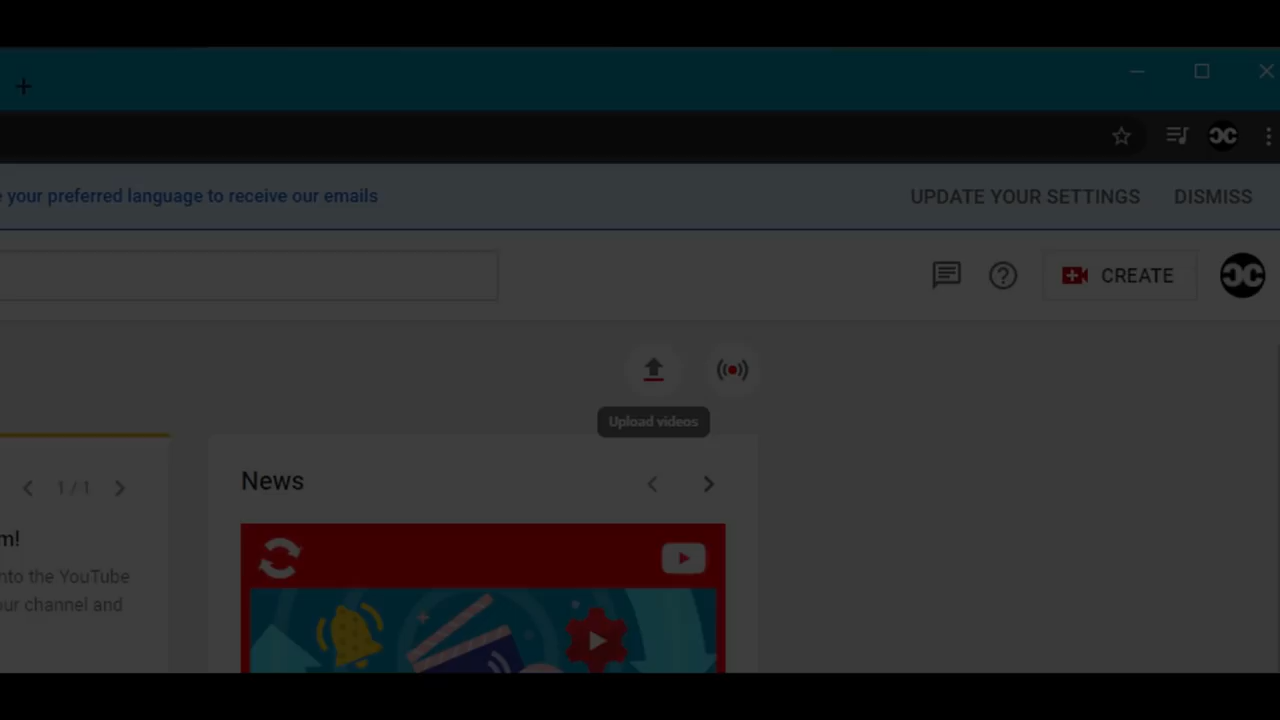 your preferred language to receive our emails
UPDATE YOUR SETTINGS
DISMISS
CREATE
Upload videos
1 / 1
News
m!
nto the YouTube
ur channel and